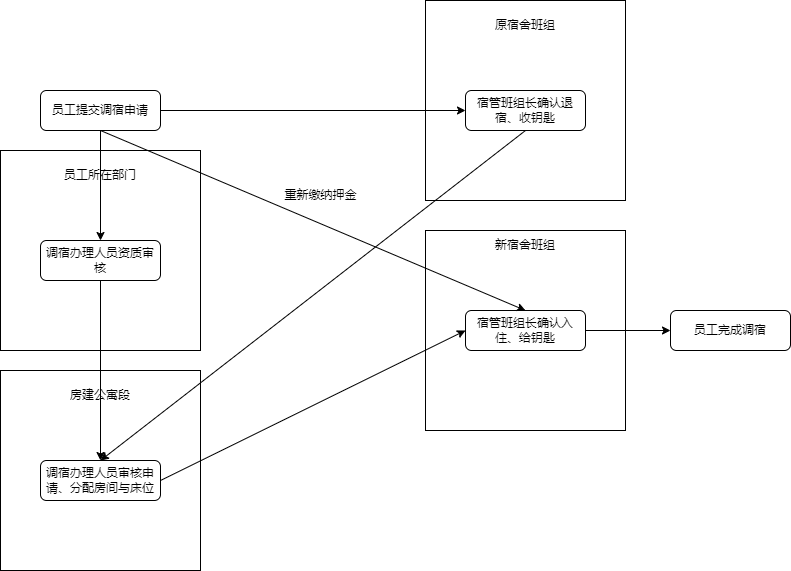 原宿舍班组
员工提交调宿申请
宿管班组长确认退
宿、收钥匙
员工所在部门
重新缴纳押金
调宿办理人员资质审
核
新宿舍班组
宿管班组长确认入
住、给钥匙
员工完成调宿
房建公寓段
调宿办理人员审核申
请、分配房间与床位